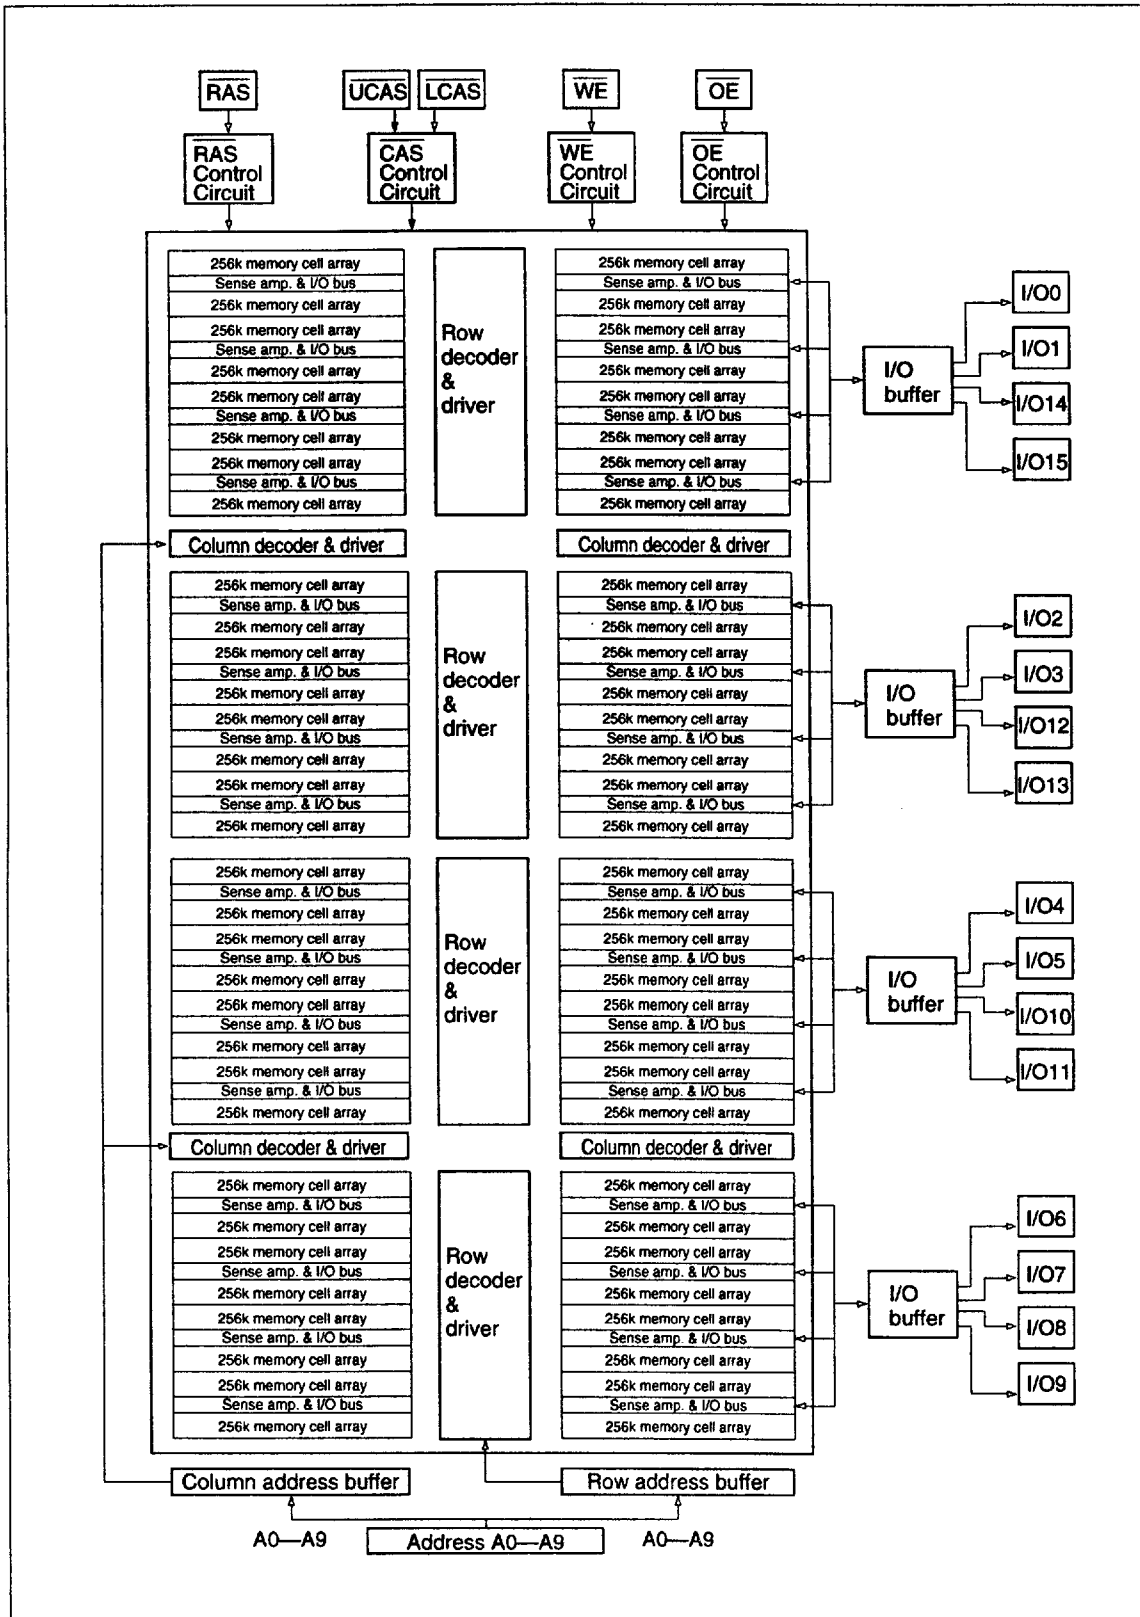 RAS
UCAS
LCAS
WE
OE
RAS
Control
Circuit
CAS
Control
Circuit
WE
Control
Circuit
OE
Control
Circuit
256k memory cell array
Sense amp. & I/O bus
256k memory cell array
256k memory cell array
Sense amp. & I/O bus
256k memory cell array
256k memory cell array
Sense amp. & I/O bus
256k memory cell array
256k memory cell array
Sense amp. & I/O bus
256k memory cell array
Row
decoder
&
driver
256k memory cell array
Sense amp. & I/O bus
256k memory cell array
256k memory cell array
Sense amp. & I/O bus
256k memory cell array
256k memory cell array
Sense amp. & I/O bus
256k memory cell array
256k memory cell array
Sense amp. & I/O bus
256k memory cell array
I/O
buffer
I/O0
I/O1
I/O14
I/O15
Column decoder & driver
Column decoder & driver
256k memory cell array
Sense amp. & I/O bus
256k memory cell array
256k memory cell array
Sense amp. & I/O bus
256k memory cell array
256k memory cell array
Sense amp. & I/O bus
256k memory cell array
256k memory cell array
Sense amp. & I/O bus
256k memory cell array
Row
decoder
&
driver
256k memory cell array
Sense amp. & I/O bus
256k memory cell array
256k memory cell array
Sense amp. & I/O bus
256k memory cell array
256k memory cell array
Sense amp. & I/O bus
256k memory cell array
256k memory cell array
Sense amp. & I/O bus
256k memory cell array
I/O
buffer
I/O2
I/O3
I/O12
I/O13
256k memory cell array
Sense amp. & I/O bus
256k memory cell array
256k memory cell array
Sense amp. & I/O bus
256k memory cell array
256k memory cell array
Sense amp. & I/O bus
256k memory cell array
256k memory cell array
Sense amp. & I/O bus
256k memory cell array
Row
decoder
&
driver
256k memory cell array
Sense amp. & I/O bus
256k memory cell array
256k memory cell array
Sense amp. & I/O bus
256k memory cell array
256k memory cell array
Sense amp. & I/O bus
256k memory cell array
256k memory cell array
Sense amp. & I/O bus
256k memory cell array
I/O
buffer
I/O4
I/O5
I/O10
I/O11
Column decoder & driver
Column decoder & driver
256k memory cell array
Sense amp. & I/O bus
256k memory cell array
256k memory cell array
Sense amp. & I/O bus
256k memory cell array
256k memory cell array
Sense amp. & I/O bus
256k memory cell array
256k memory cell array
Sense amp. & I/O bus
256k memory cell array
Row
decoder
&
driver
256k memory cell array
Sense amp. & I/O bus
256k memory cell array
256k memory cell array
Sense amp. & I/O bus
256k memory cell array
256k memory cell array
Sense amp. & I/O bus
256k memory cell array
256k memory cell array
Sense amp. & I/O bus
256k memory cell array
I/O
buffer
I/O6
I/O7
I/O8
I/O9
Column address buffer
Row address buffer
A0—A9
Address A0—A9
A0—A9